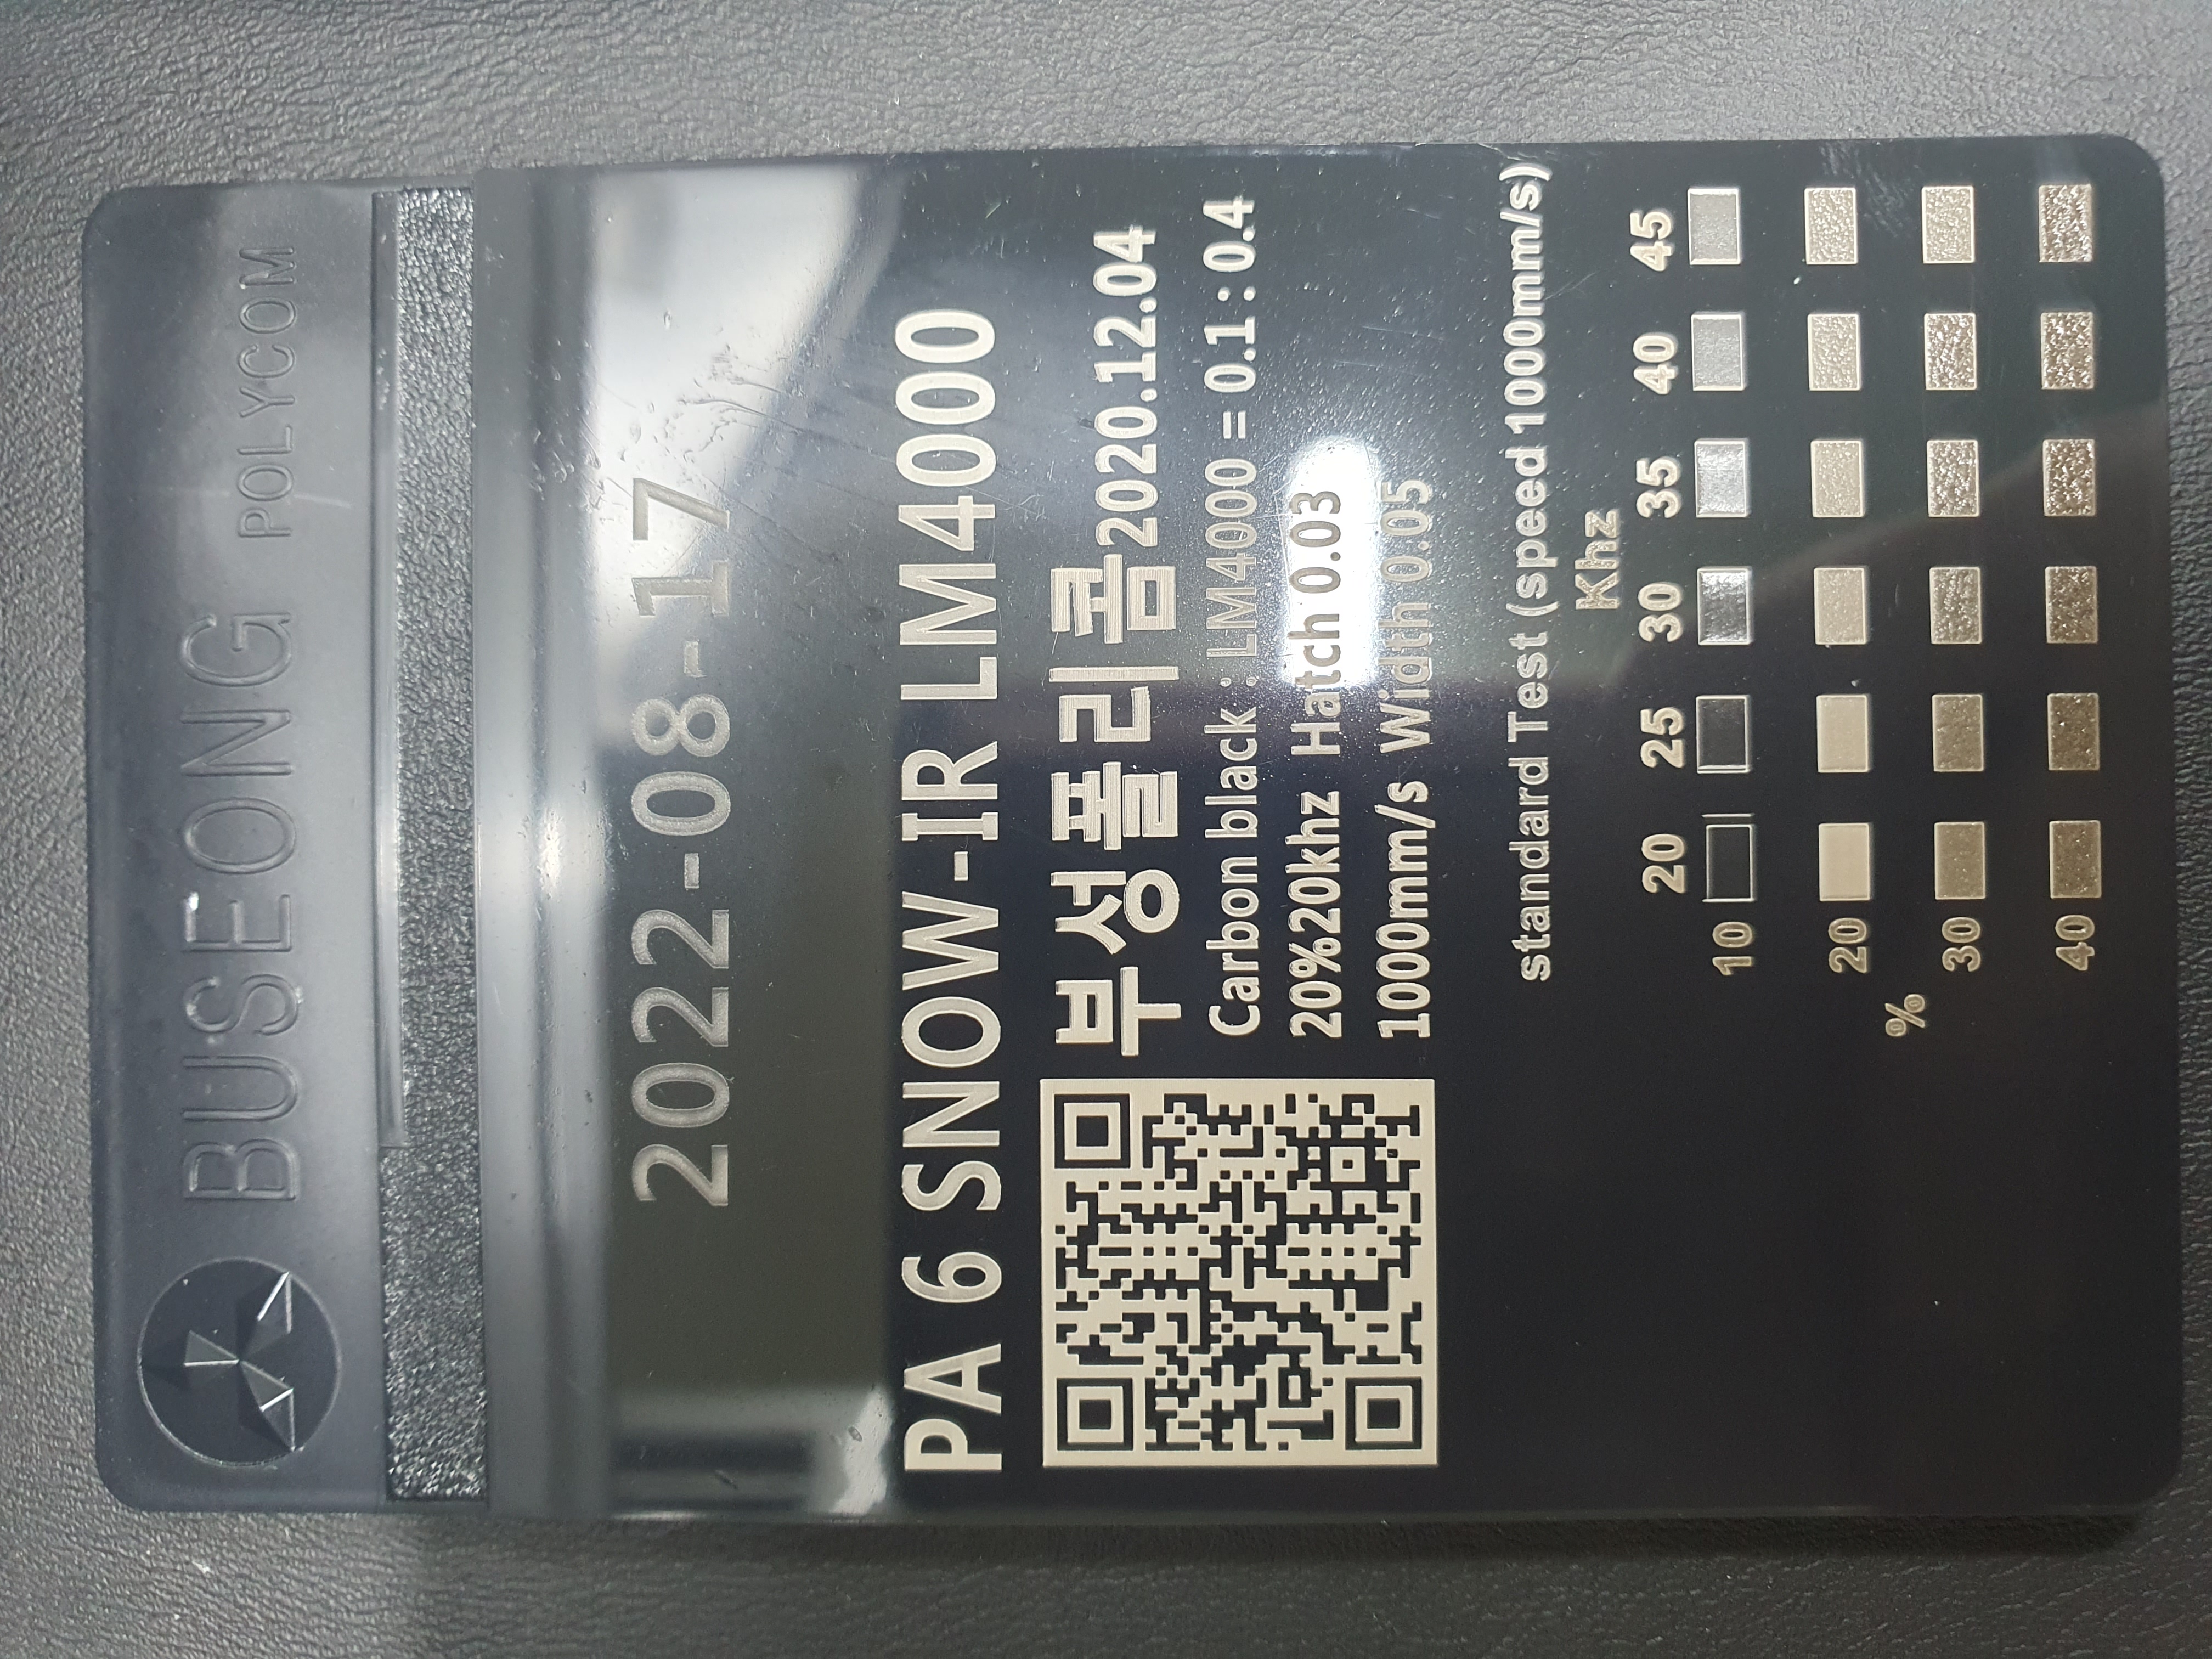 BUSEONG POLYCOM
2022-08-17
PA 6 SNOW-IR LM4000
부성폴리콤2020.12.04
Carbon black : LM4000 = 0.1 : 0.4
20%20khz Hatch 0.03
1000mm/s Width 0.05
standard Test (speed 1000mm/s)
Khz
20 25 30 35 40 45
10
20
%
30
40